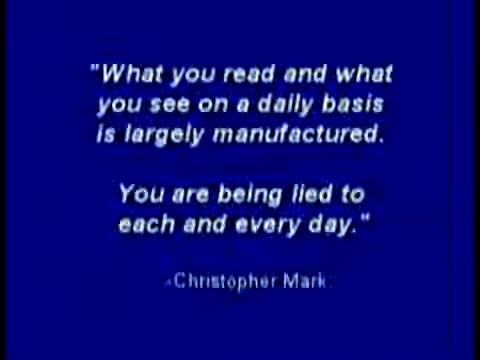 "What you read and what
you see on a daily basis
is largely manufactured.
You are being lied to
each and every day."
-Christopher Mark